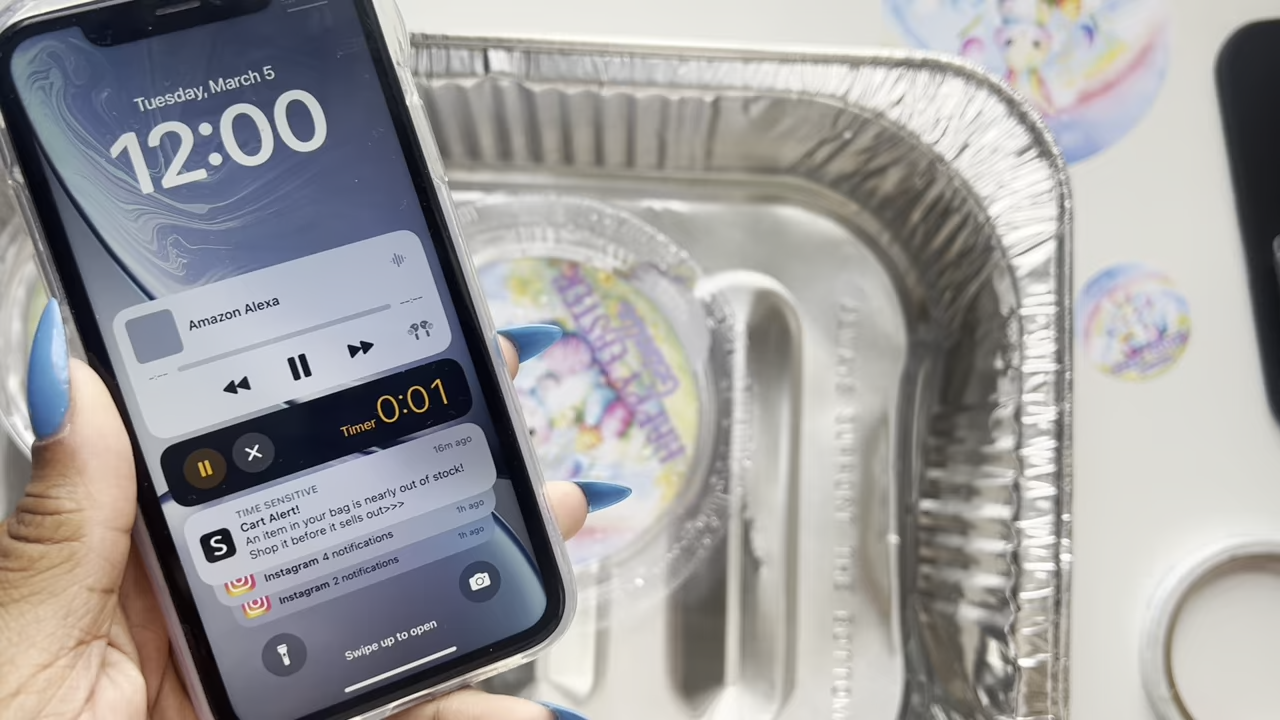 Tuesday, March 5
12:00
Amazon Alexa
--:--
--:--
Timer 0:01
TIME SENSITIVE
16m ago
S
Cart Alert!
An item in your bag is nearly out of stock!
Shop it before it sells out>>>
Instagram 4 notifications
1h ago
Instagram 2 notifications
1h ago
Swipe up to open